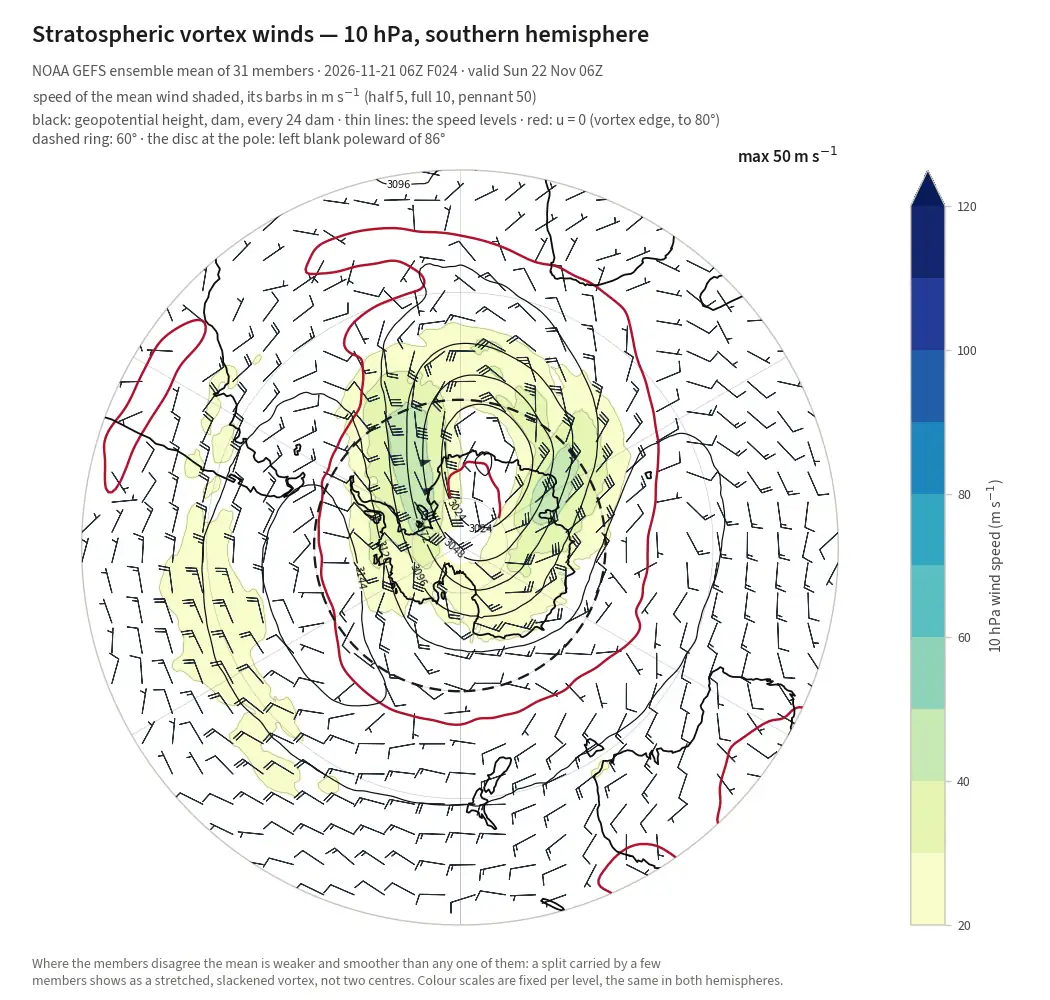 Stratospheric vortex winds — 10 hPa, southern hemisphere
NOAA GEFS ensemble mean of 31 members · 2026-11-21 06Z F024 · valid Sun 22 Nov 06Z
speed of the mean wind shaded, its barbs in m s⁻¹ (half 5, full 10, pennant 50)
black: geopotential height, dam, every 24 dam · thin lines: the speed levels · red: u = 0 (vortex edge, to 80°)
dashed ring: 60° · the disc at the pole: left blank poleward of 86°
max 50 m s⁻¹
3096
3024
3048
3096
120
100
80
60
40
20
10 hPa wind speed (m s⁻¹)
Where the members disagree the mean is weaker and smoother than any one of them: a split carried by a few
members shows as a stretched, slackened vortex, not two centres. Colour scales are fixed per level, the same in both hemispheres.